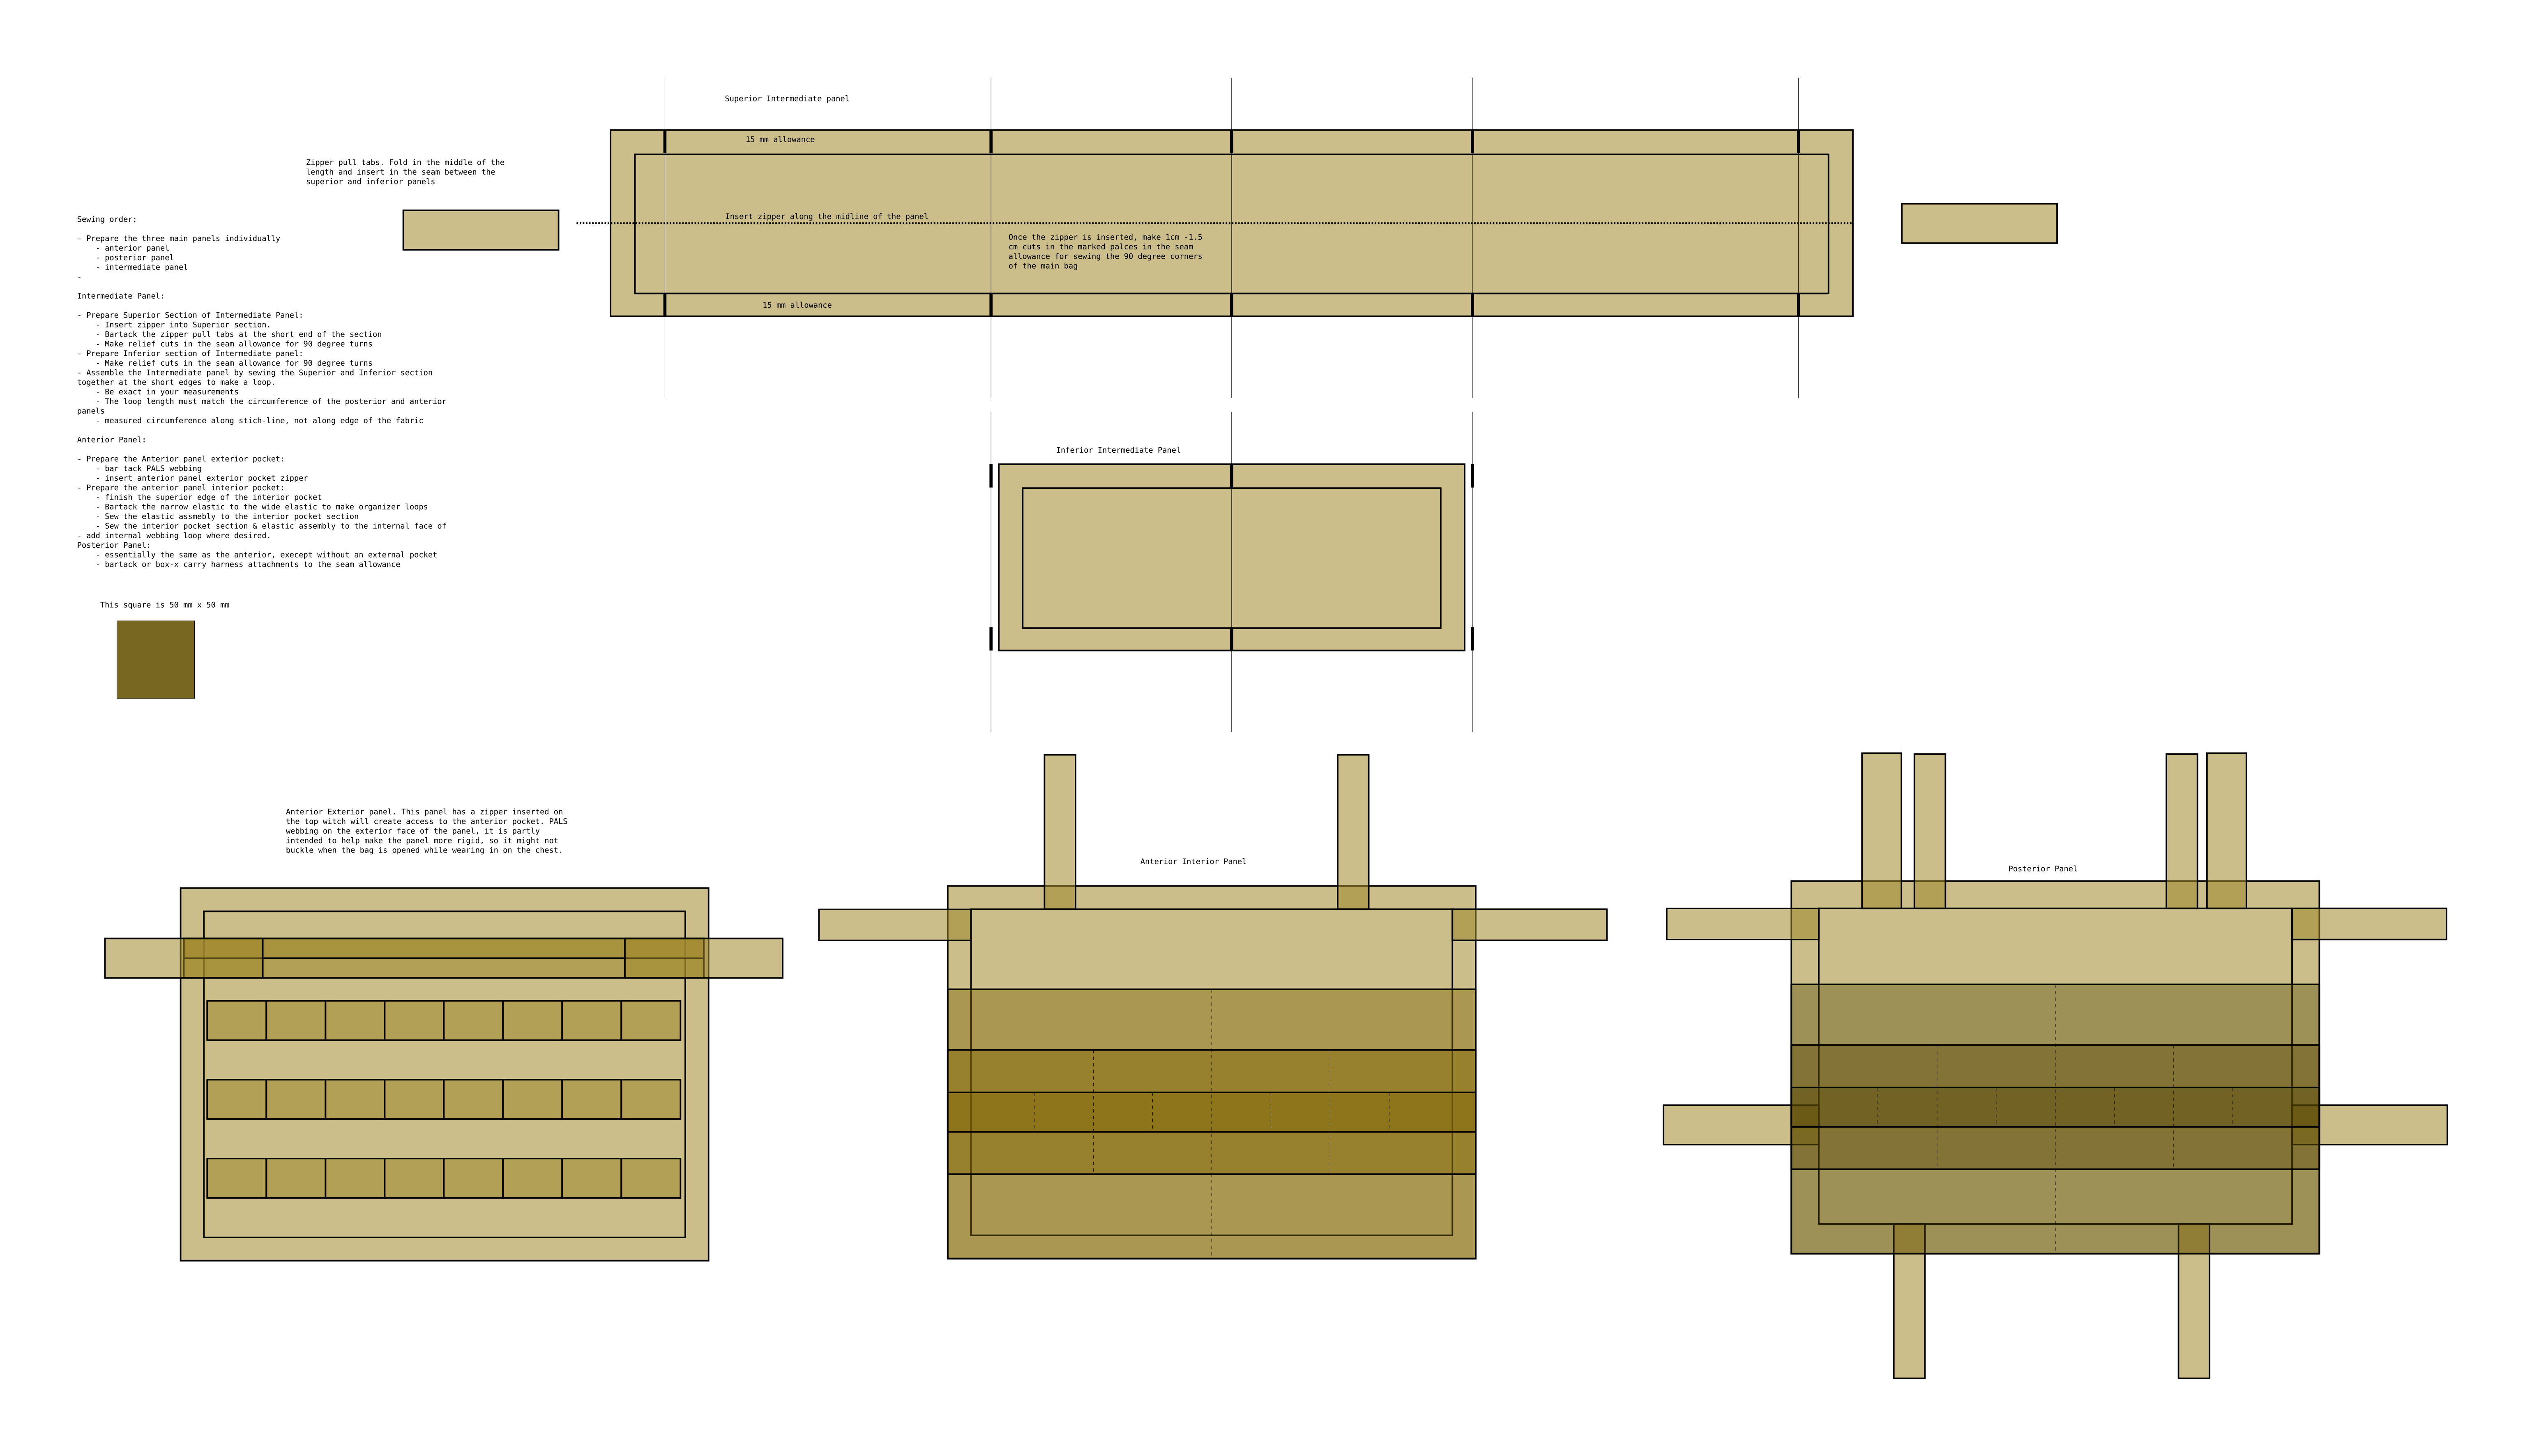 Superior Intermediate panel
15 mm allowance
Zipper pull tabs. Fold in the middle of the
length and insert in the seam between the
superior and inferior panels
Insert zipper along the midline of the panel
Once the zipper is inserted, make 1cm -1.5
cm cuts in the marked palces in the seam
allowance for sewing the 90 degree corners
of the main bag
15 mm allowance
Sewing order:
- Prepare the three main panels individually
- anterior panel
- posterior panel
- intermediate panel
-
Intermediate Panel:
- Prepare Superior Section of Intermediate Panel:
- Insert zipper into Superior section.
- Bartack the zipper pull tabs at the short end of the section
- Make relief cuts in the seam allowance for 90 degree turns
- Prepare Inferior section of Intermediate panel:
- Make relief cuts in the seam allowance for 90 degree turns
- Assemble the Intermediate panel by sewing the Superior and Inferior section
together at the short edges to make a loop.
- Be exact in your measurements
- The loop length must match the circumference of the posterior and anterior
panels
- measured circumference along stich-line, not along edge of the fabric
Anterior Panel:
- Prepare the Anterior panel exterior pocket:
- bar tack PALS webbing
- insert anterior panel exterior pocket zipper
- Prepare the anterior panel interior pocket:
- finish the superior edge of the interior pocket
- Bartack the narrow elastic to the wide elastic to make organizer loops
- Sew the elastic assmebly to the interior pocket section
- Sew the interior pocket section & elastic assembly to the internal face of
- add internal webbing loop where desired.
Posterior Panel:
- essentially the same as the anterior, execept without an external pocket
- bartack or box-x carry harness attachments to the seam allowance
Inferior Intermediate Panel
This square is 50 mm x 50 mm
Anterior Exterior panel. This panel has a zipper inserted on
the top witch will create access to the anterior pocket. PALS
webbing on the exterior face of the panel, it is partly
intended to help make the panel more rigid, so it might not
buckle when the bag is opened while wearing in on the chest.
Anterior Interior Panel
Posterior Panel